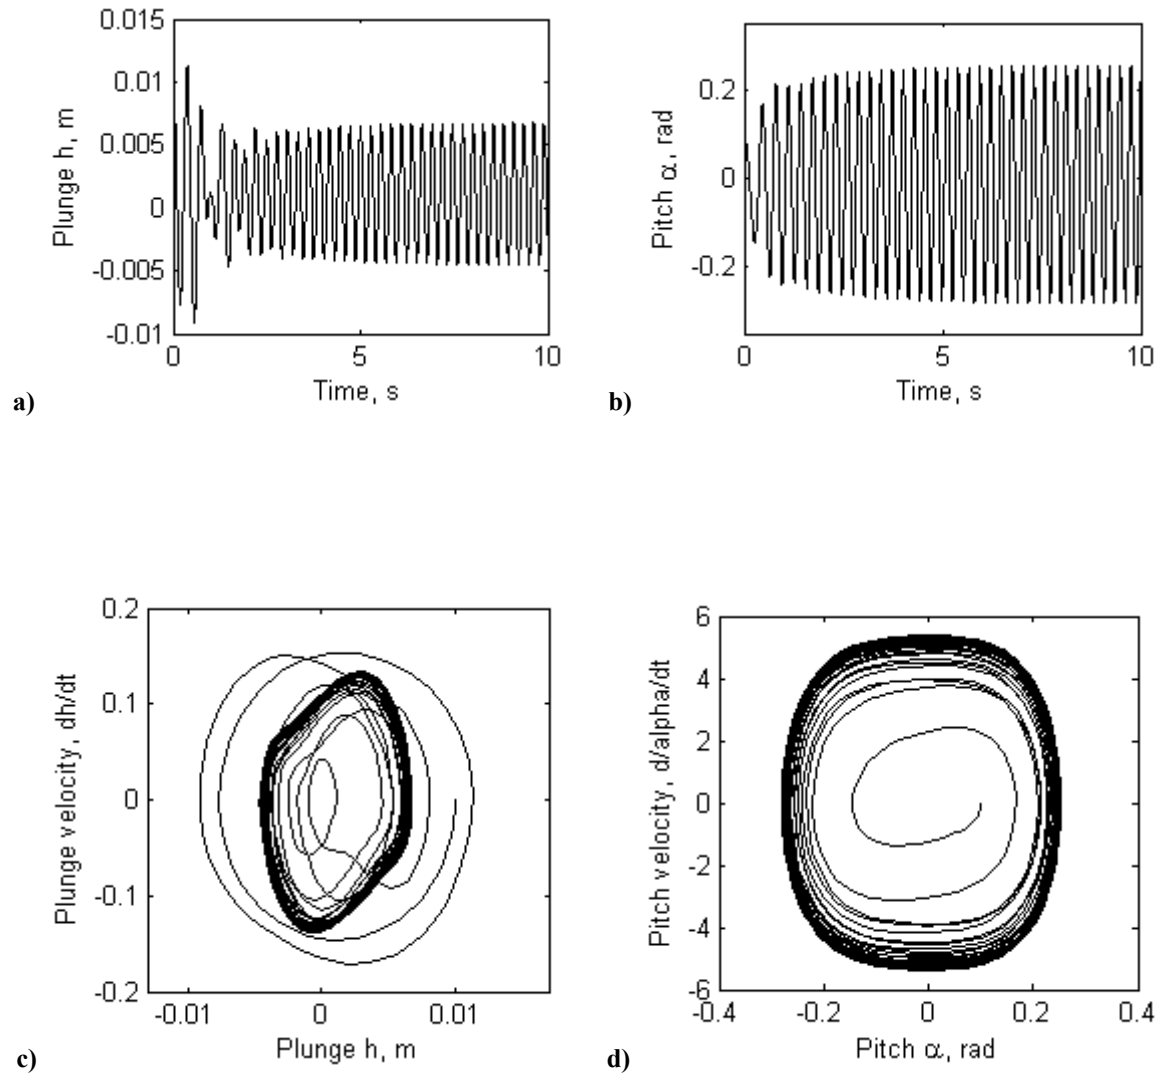 0.015
0.01
0.005
0
-0.005
-0.01
Plunge h, m
0
5
10
Time, s
a)
0.2
0
-0.2
Pitch α, rad
0
5
10
Time, s
b)
0.2
0.1
0
-0.1
-0.2
Plunge velocity, dh/dt
-0.01
0
0.01
Plunge h, m
c)
6
4
2
0
-2
-4
-6
Pitch velocity, d/alpha/dt
-0.4
-0.2
0
0.2
0.4
Pitch α, rad
d)